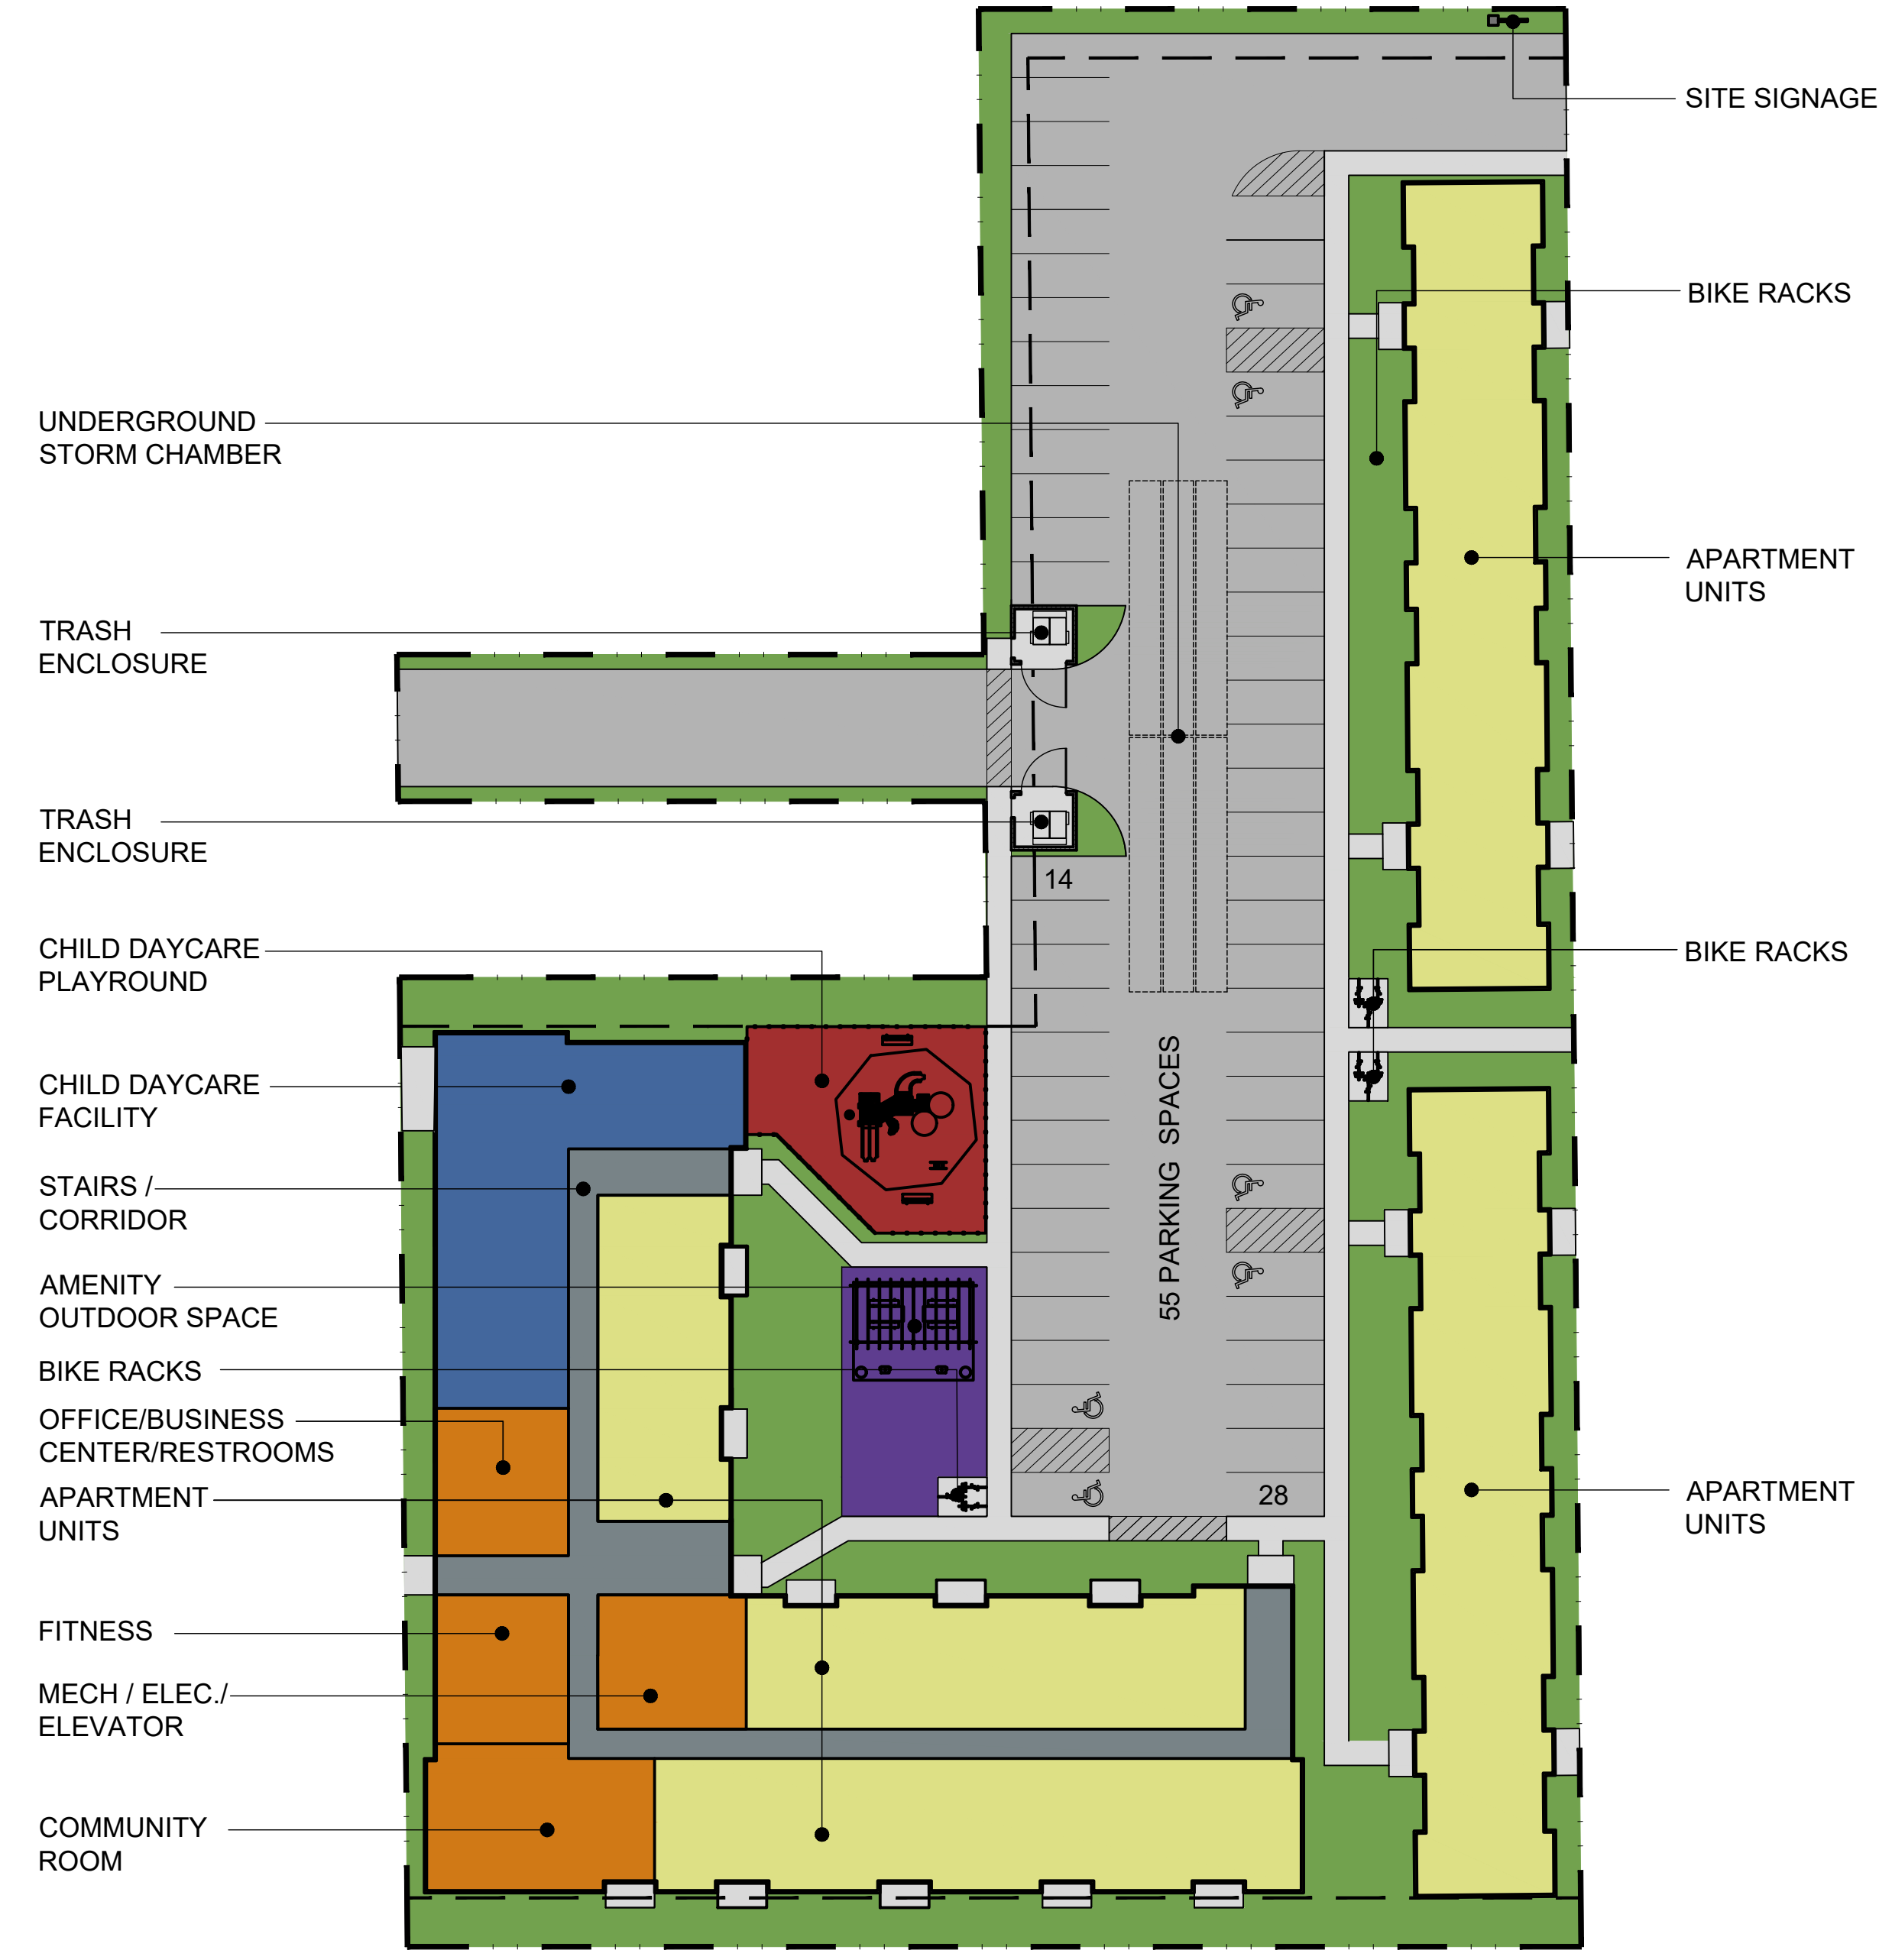 SITE SIGNAGE
BIKE RACKS
UNDERGROUND
STORM CHAMBER
APARTMENT
UNITS
TRASH
ENCLOSURE
TRASH
ENCLOSURE
14
CHILD DAYCARE
PLAYROUND
BIKE RACKS
CHILD DAYCARE
FACILITY
55 PARKING SPACES
STAIRS /
CORRIDOR
AMENITY
OUTDOOR SPACE
BIKE RACKS
OFFICE/BUSINESS
CENTER/RESTROOMS
28
APARTMENT
UNITS
APARTMENT
UNITS
FITNESS
MECH / ELEC./
ELEVATOR
COMMUNITY
ROOM